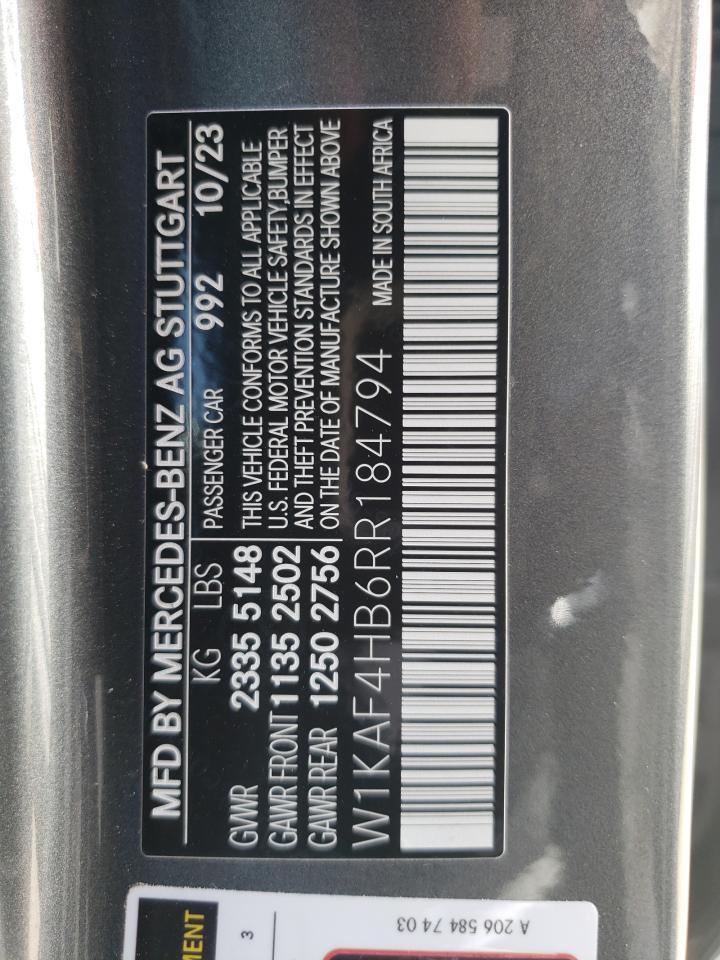 MFD BY MERCEDES-BENZ AG STUTTGART
KG LBS PASSENGER CAR 992 10/23
GVWR 2335 5148 THIS VEHICLE CONFORMS TO ALL APPLICABLE
GAWR FRONT 1135 2502 U.S. FEDERAL MOTOR VEHICLE SAFETY,BUMPER
AND THEFT PREVENTION STANDARDS IN EFFECT
GAWR REAR 1250 2756 ON THE DATE OF MANUFACTURE SHOWN ABOVE
W1KAF4HB6RR184794 MADE IN SOUTH AFRICA
MENT
3
A 206 584 74 03